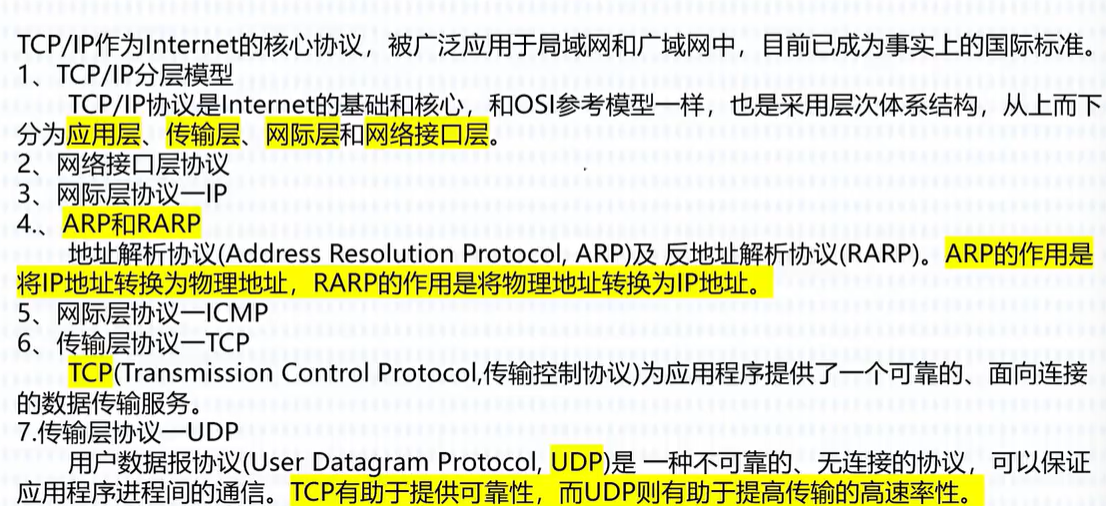 TCP/IP作为Internet的核心协议，被广泛应用于局域网和广域网中，目前已成为事实上的国际标准。
1、TCP/IP分层模型
TCP/IP协议是Internet的基础和核心，和OSI参考模型一样，也是采用层次体系结构，从上而下
分为应用层、传输层、网际层和网络接口层。
2、网络接口层协议
3、网际层协议一IP
4.、ARP和RARP
地址解析协议(Address Resolution Protocol, ARP)及 反地址解析协议(RARP)。ARP的作用是
将IP地址转换为物理地址，RARP的作用是将物理地址转换为IP地址。
5、网际层协议一ICMP
6、传输层协议一TCP
TCP(Transmission Control Protocol,传输控制协议)为应用程序提供了一个可靠的、面向连接
的数据传输服务。
7.传输层协议一UDP
用户数据报协议(User Datagram Protocol, UDP)是 一种不可靠的、无连接的协议，可以保证
应用程序进程间的通信。TCP有助于提供可靠性，而UDP则有助于提高传输的高速率性。